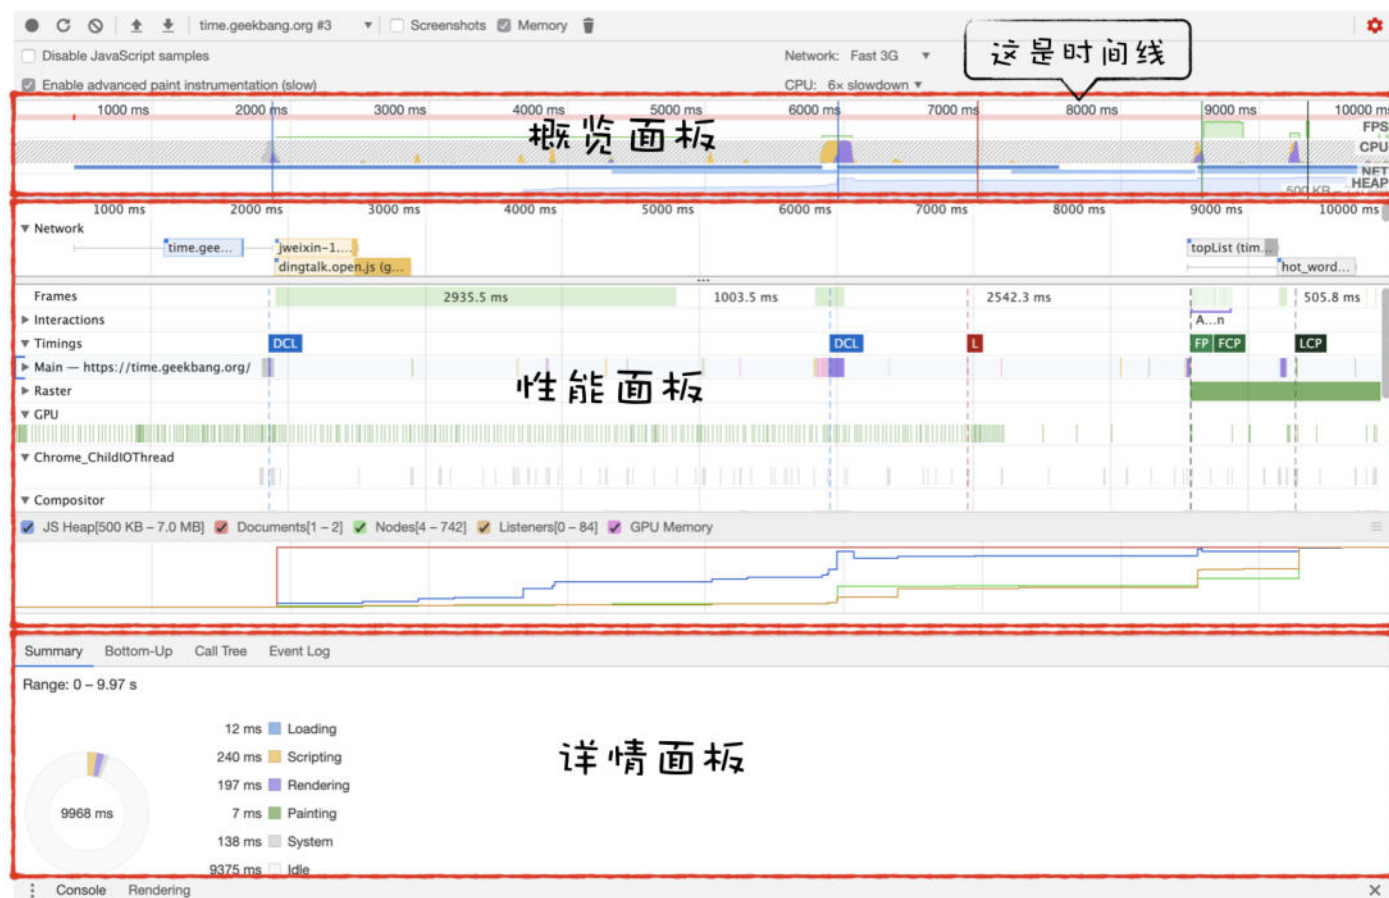 time.geekbang.org #3 Screenshots Memory
这是时间线
Disable JavaScript samples Network: Fast 3G
Enable advanced paint instrumentation (slow) CPU: 6× slowdown
1000 ms 2000 ms 3000 ms 4000 ms 5000 ms 6000 ms 7000 ms 8000 ms 9000 ms 10000 ms
FPS
概览面板
CPU
NET
HEAP
1000 ms 2000 ms 3000 ms 4000 ms 5000 ms 6000 ms 7000 ms 8000 ms 9000 ms 10000 ms
Network
time.gee... jweixin-1.... topList (tim...
dingtalk.open.js (g... hot_word...
Frames 2935.5 ms 1003.5 ms 2542.3 ms 505.8 ms
Interactions A...n
Timings DCL DCL L FP FCP LCP
Main — https://time.geekbang.org/
性能面板
Raster
GPU
Chrome_ChildIOThread
Compositor
JS Heap[500 KB – 7.0 MB] Documents[1 – 2] Nodes[4 – 742] Listeners[0 – 84] GPU Memory
Summary Bottom-Up Call Tree Event Log
Range: 0 – 9.97 s
12 ms Loading
240 ms Scripting
详情面板
197 ms Rendering
9968 ms 7 ms Painting
138 ms System
9375 ms Idle
Console Rendering